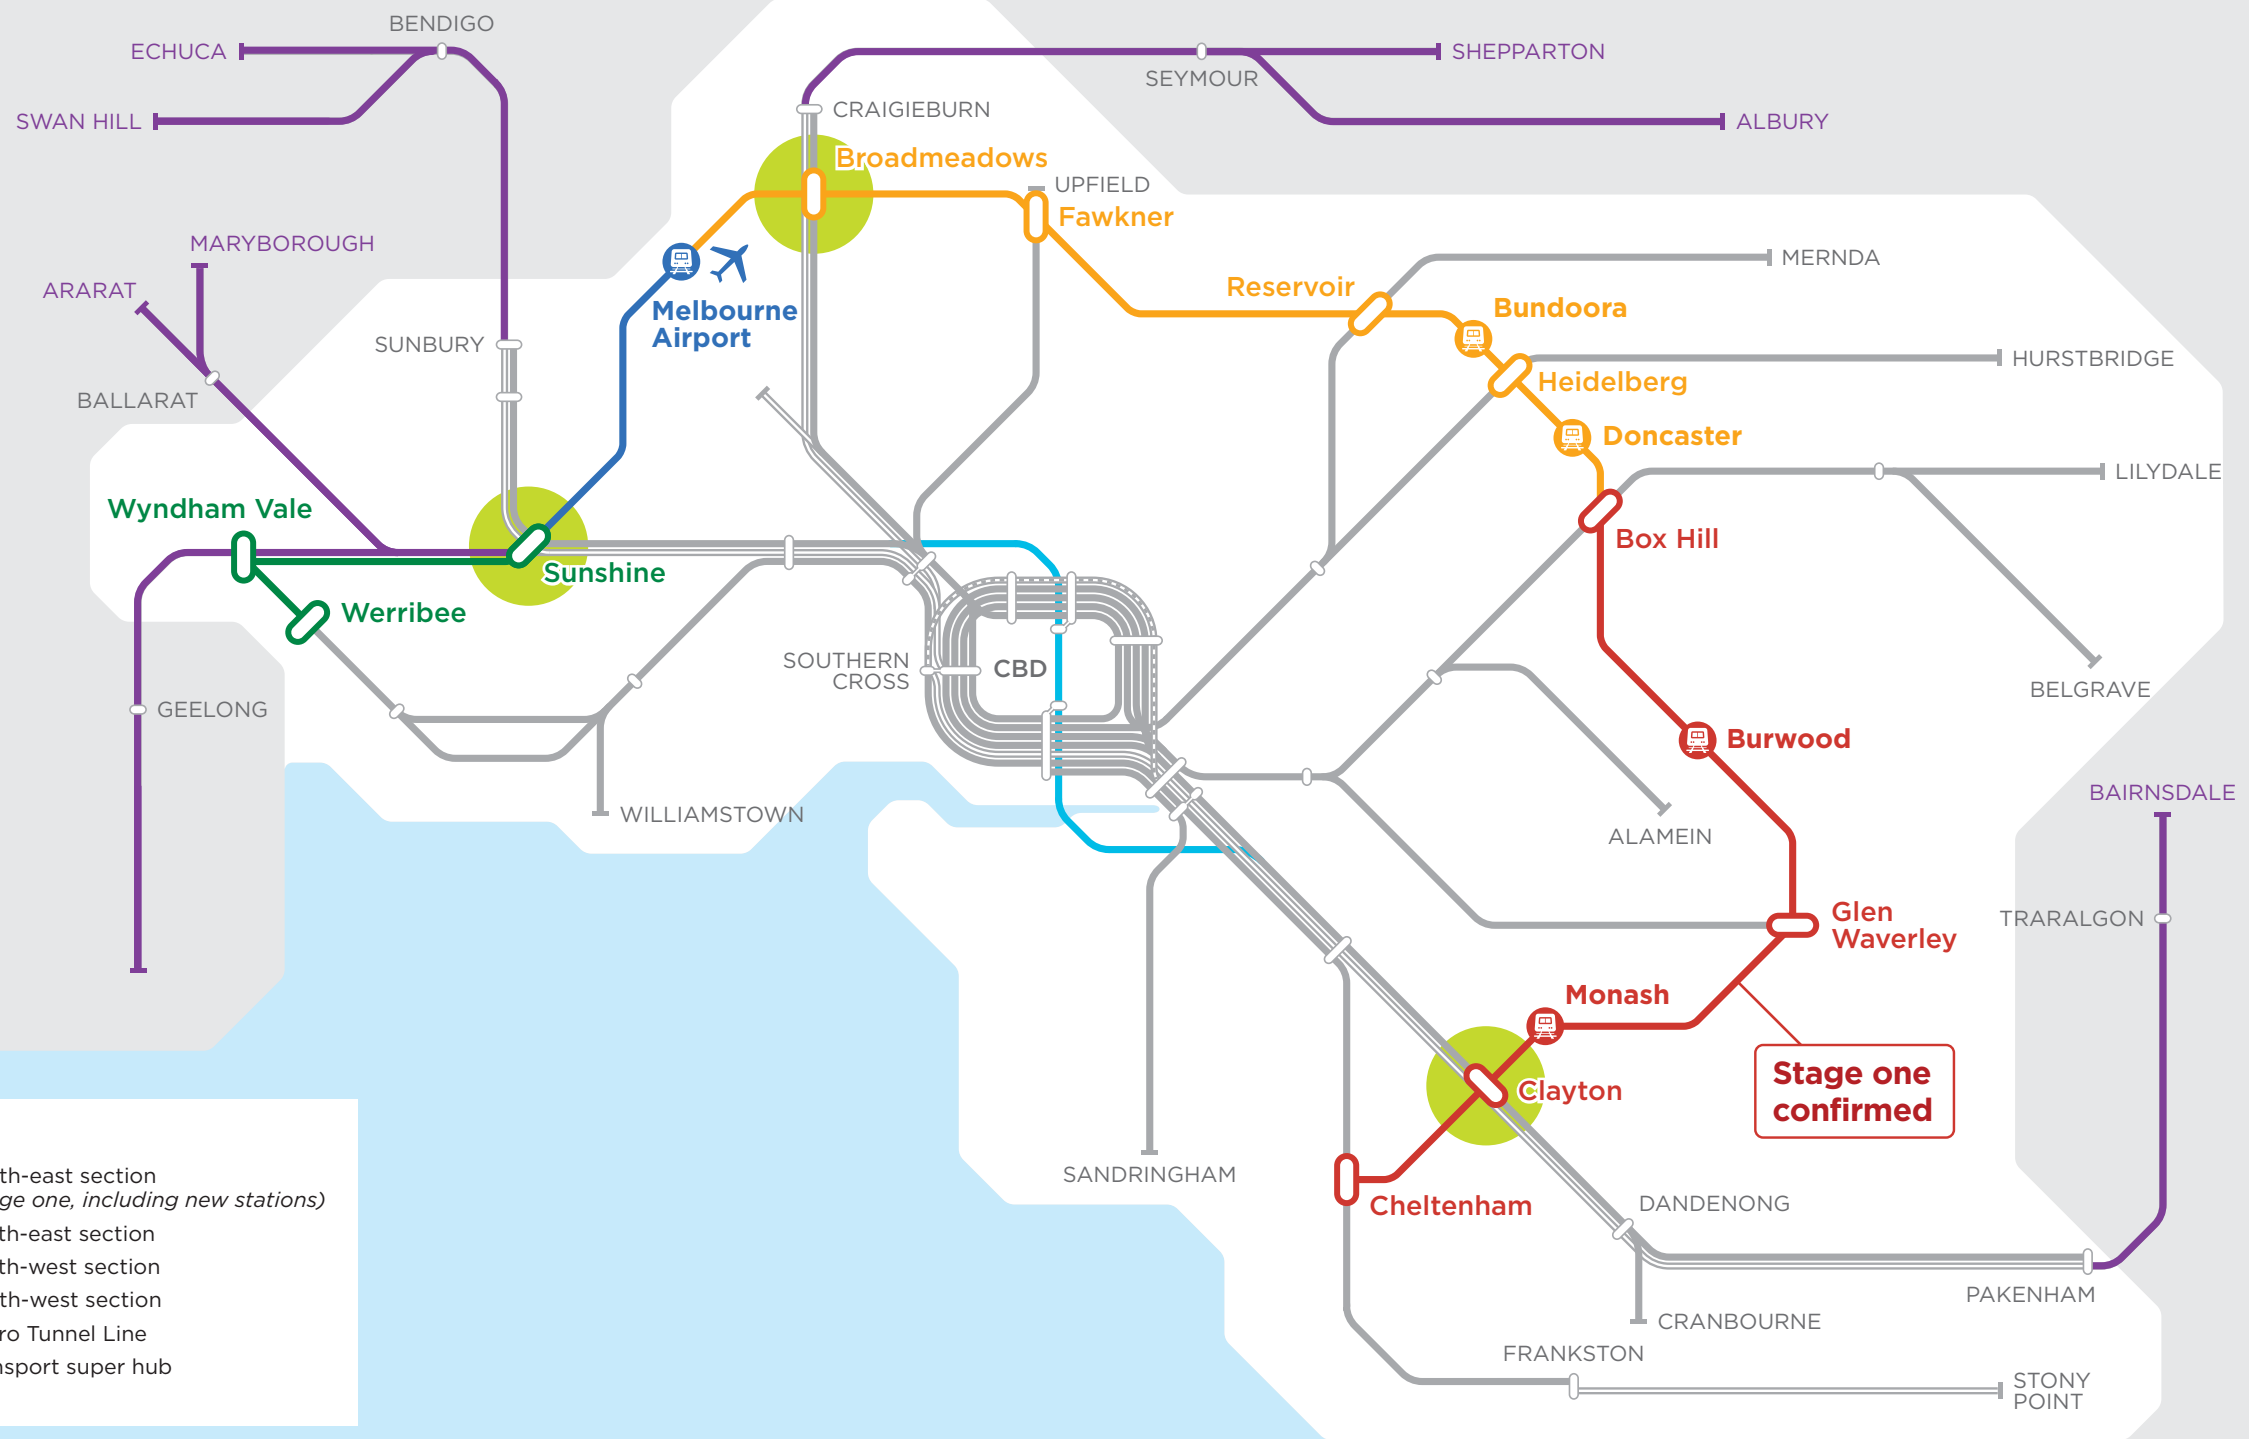 BENDIGO
ECHUCA
SHEPPARTON
SEYMOUR
SWAN HILL
CRAIGIEBURN
ALBURY
Broadmeadows
UPFIELD
Fawkner
MARYBOROUGH
MERNDA
ARARAT
Reservoir
Melbourne
Airport
Bundoora
SUNBURY
HURSTBRIDGE
Heidelberg
BALLARAT
Doncaster
LILYDALE
Wyndham Vale
Box Hill
Sunshine
Werribee
SOUTHERN
CROSS
CBD
BELGRAVE
GEELONG
Burwood
BAIRNSDALE
WILLIAMSTOWN
ALAMEIN
Glen
Waverley
TRARALGON
Monash
Stage one
confirmed
Clayton
SANDRINGHAM
Cheltenham
DANDENONG
PAKENHAM
CRANBOURNE
FRANKSTON
STONY
POINT
th-east section
ge one, including new stations)
th-east section
th-west section
th-west section
ro Tunnel Line
nsport super hub